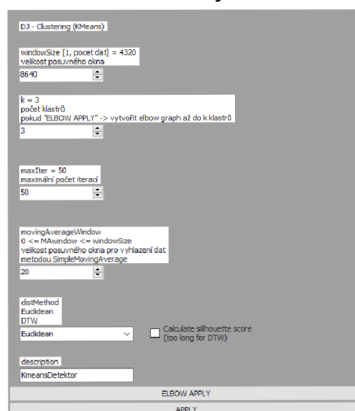 DJ - Clustering (KMeans)
windowSize [1, pocet dat] = 4320
velikost posuvného okna
8640
k = 3
počet klastrů
pokud "ELBOW APPLY" -> vytvořit elbow graph až do k klastrů
3
maxIter = 50
maximální počet iterací
50
movingAverageWindow
0 <= MAwindow <= windowSize
velikost posuvného okna pro vyhlazení dat
metodou SimpleMovingAverage
20
distMethod
Euclidean
DTW
Euclidean
Calculate silhouette score
(too long for DTW)
description
KmeansDetektor
ELBOW APPLY
APPLY